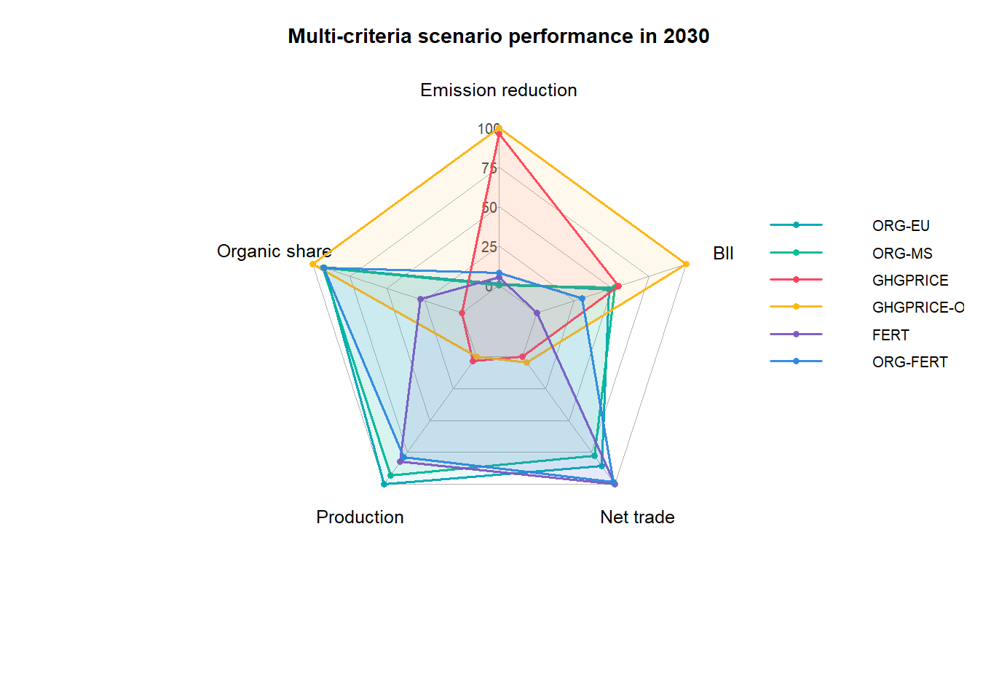 Multi-criteria scenario performance in 2030
Emission reduction
100
75
50
25
0
Organic share
BII
Production
Net trade
ORG-EU
ORG-MS
GHGPRICE
GHGPRICE-O
FERT
ORG-FERT